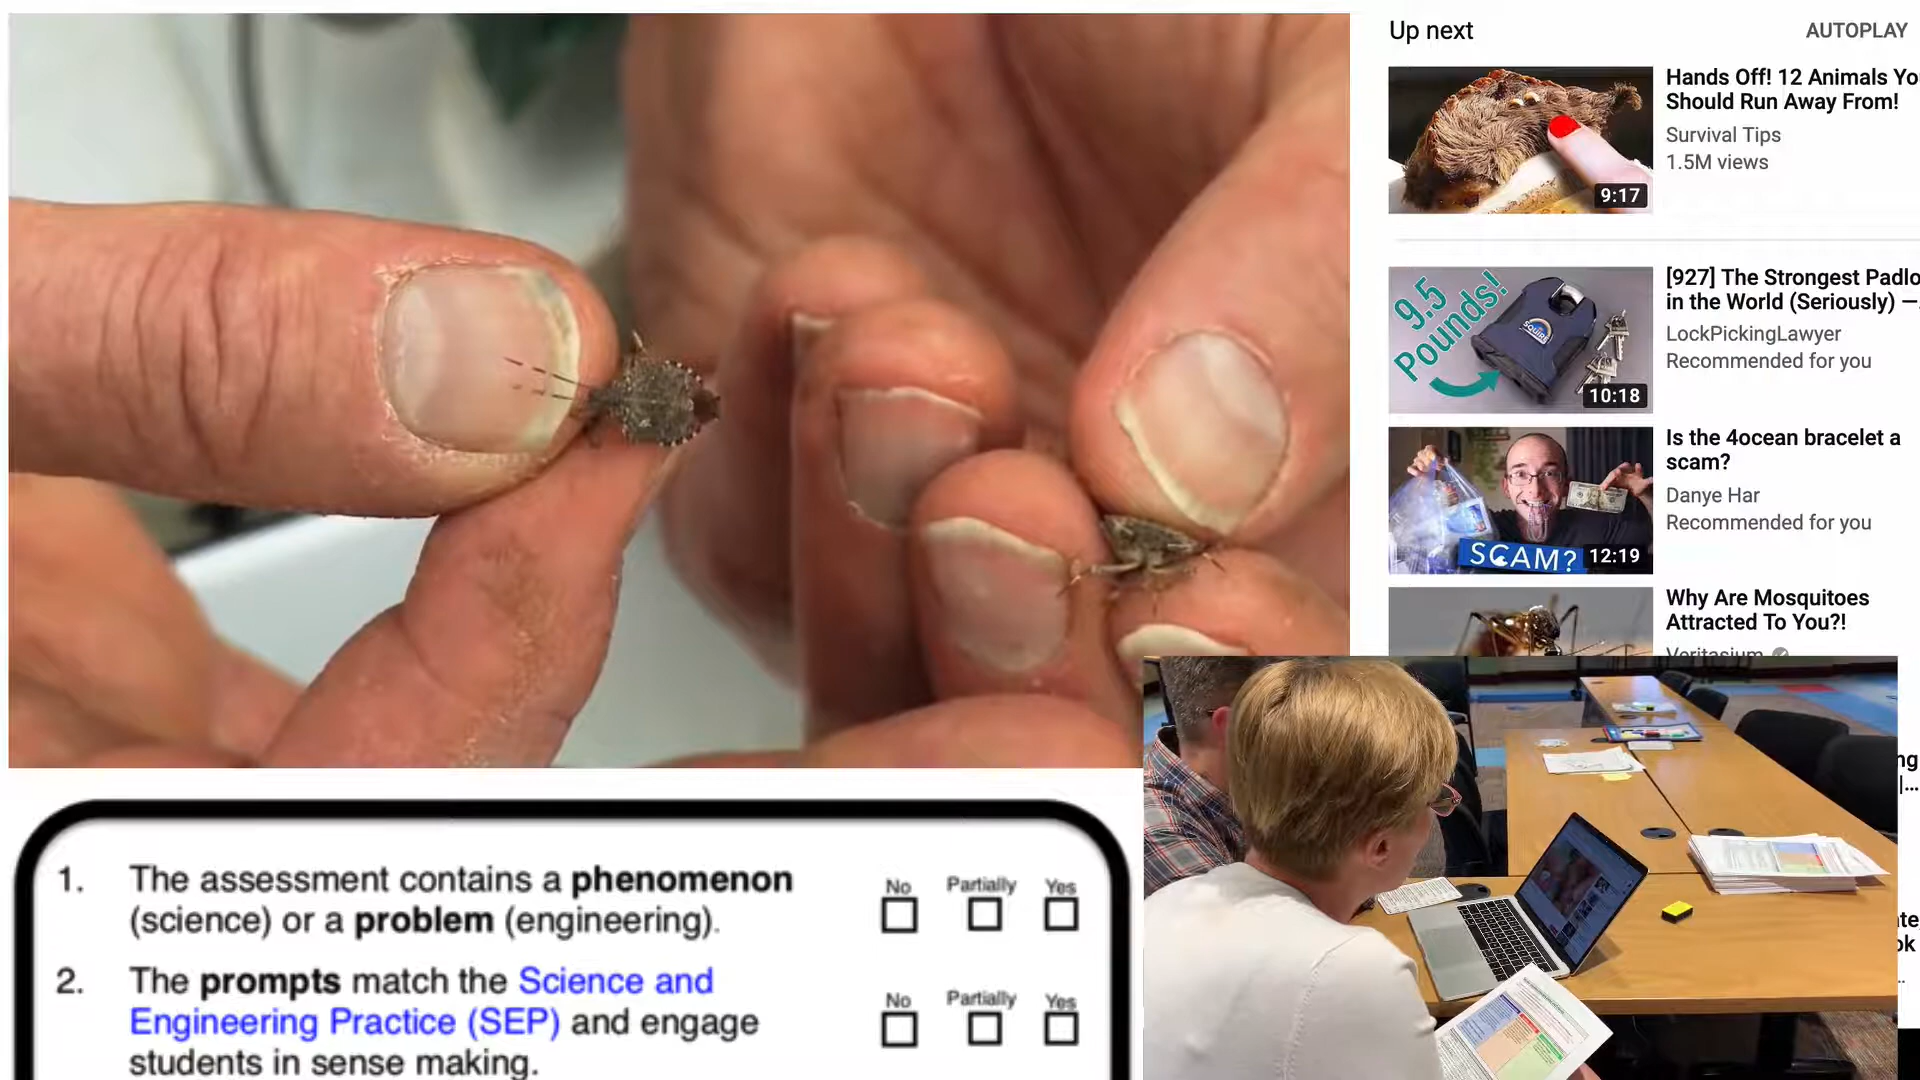 Up next
AUTOPLAY
Hands Off! 12 Animals Yo
Should Run Away From!
Survival Tips
1.5M views
9:17
[927] The Strongest Padlo
in the World (Seriously) –
LockPickingLawyer
Recommended for you
9.5
Pounds!
SQUIRE
10:18
Is the 4ocean bracelet a
scam?
Danye Har
Recommended for you
SCAM?
12:19
Why Are Mosquitoes
Attracted To You?!
Veritasium
1. The assessment contains a phenomenon
(science) or a problem (engineering).
No Partially Yes
2. The prompts match the Science and
Engineering Practice (SEP) and engage
students in sense making.
No Partially Yes